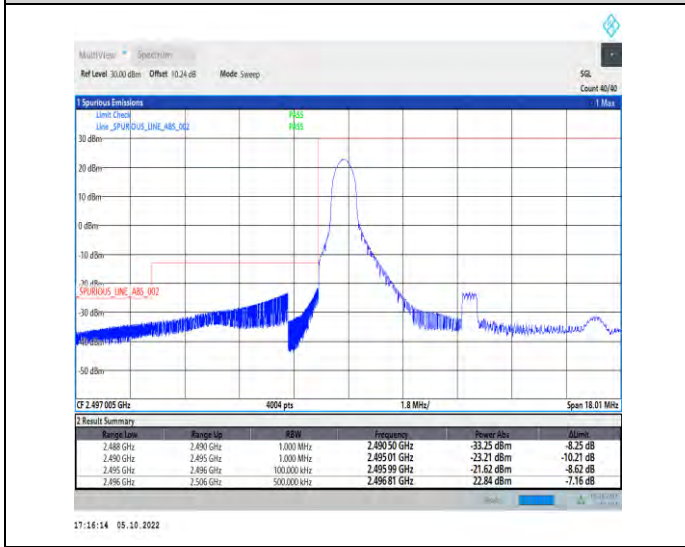 MultiView Spectrum
Ref Level 30.00 dBm Offset 10.24 dB Mode Sweep SGL
Count 40/40
1 Spurious Emissions 1 Max
Limit Check PASS
Line _SPURIOUS_LINE_ABS_002 PASS
30 dBm
20 dBm
10 dBm
0 dBm
-10 dBm
-20 dBm
_SPURIOUS_LINE_ABS_002
-30 dBm
-40 dBm
-50 dBm
CF 2.497 005 GHz 4004 pts 1.8 MHz/ Span 18.01 MHz
2 Result Summary
Range Low Range Up RBW Frequency Power Abs ΔLimit
2.488 GHz 2.490 GHz 1.000 MHz 2.490 50 GHz -33.25 dBm -8.25 dB
2.490 GHz 2.495 GHz 1.000 MHz 2.495 01 GHz -23.21 dBm -10.21 dB
2.495 GHz 2.496 GHz 100.000 kHz 2.495 99 GHz -21.62 dBm -8.62 dB
2.496 GHz 2.506 GHz 500.000 kHz 2.496 81 GHz 22.84 dBm -7.16 dB
17:16:14 05.10.2022